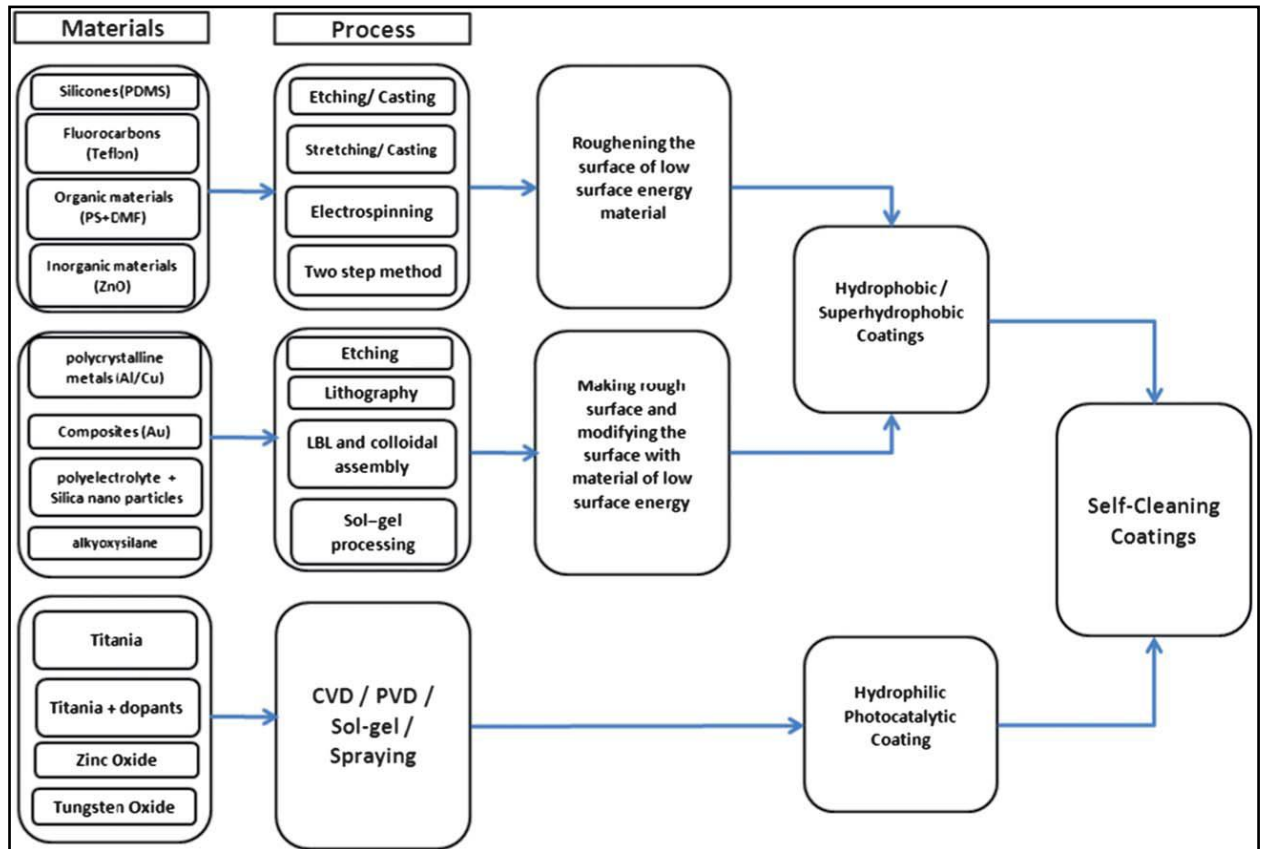 Materials
Process
Silicones (PDMS)
Fluorocarbons
(Teflon)
Organic materials
(PS+DMF)
Inorganic materials
(ZnO)
Etching/ Casting
Stretching/ Casting
Electrospinning
Two step method
Roughening the
surface of low
surface energy
material
polycrystalline
metals (Al/Cu)
Composites (Au)
polyelectrolyte +
Silica nano particles
alkyoxysilane
Etching
Lithography
LBL and colloidal
assembly
Sol–gel
processing
Making rough
surface and
modifying the
surface with
material of low
surface energy
Hydrophobic /
Superhydrophobic
Coatings
Titania
Titania + dopants
Zinc Oxide
Tungsten Oxide
CVD / PVD /
Sol-gel /
Spraying
Hydrophilic
Photocatalytic
Coating
Self-Cleaning
Coatings